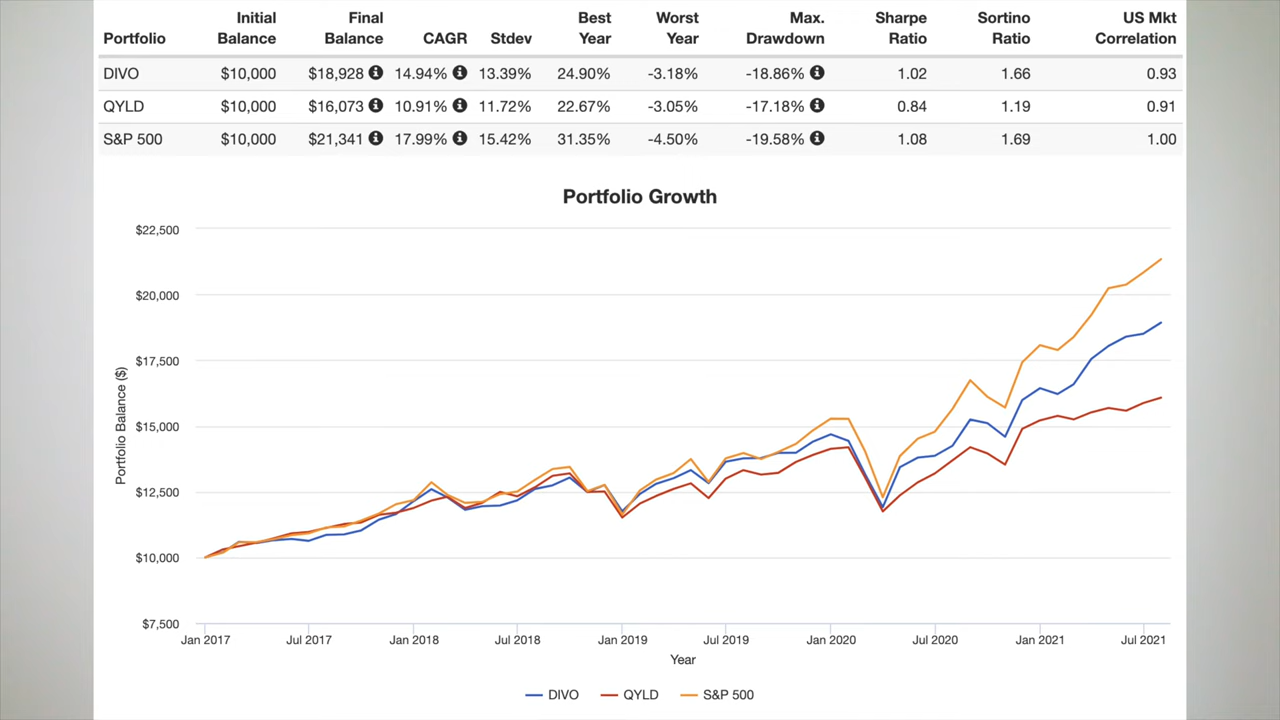 Portfolio Initial Balance Final Balance CAGR Stdev Best Year Worst Year Max. Drawdown Sharpe Ratio Sortino Ratio US Mkt Correlation
DIVO $10,000 $18,928 14.94% 13.39% 24.90% -3.18% -18.86% 1.02 1.66 0.93
QYLD $10,000 $16,073 10.91% 11.72% 22.67% -3.05% -17.18% 0.84 1.19 0.91
S&P 500 $10,000 $21,341 17.99% 15.42% 31.35% -4.50% -19.58% 1.08 1.69 1.00
Portfolio Growth
Portfolio Balance ($)
$22,500
$20,000
$17,500
$15,000
$12,500
$10,000
$7,500
Jan 2017 Jul 2017 Jan 2018 Jul 2018 Jan 2019 Jul 2019 Jan 2020 Jul 2020 Jan 2021 Jul 2021
Year
DIVO QYLD S&P 500